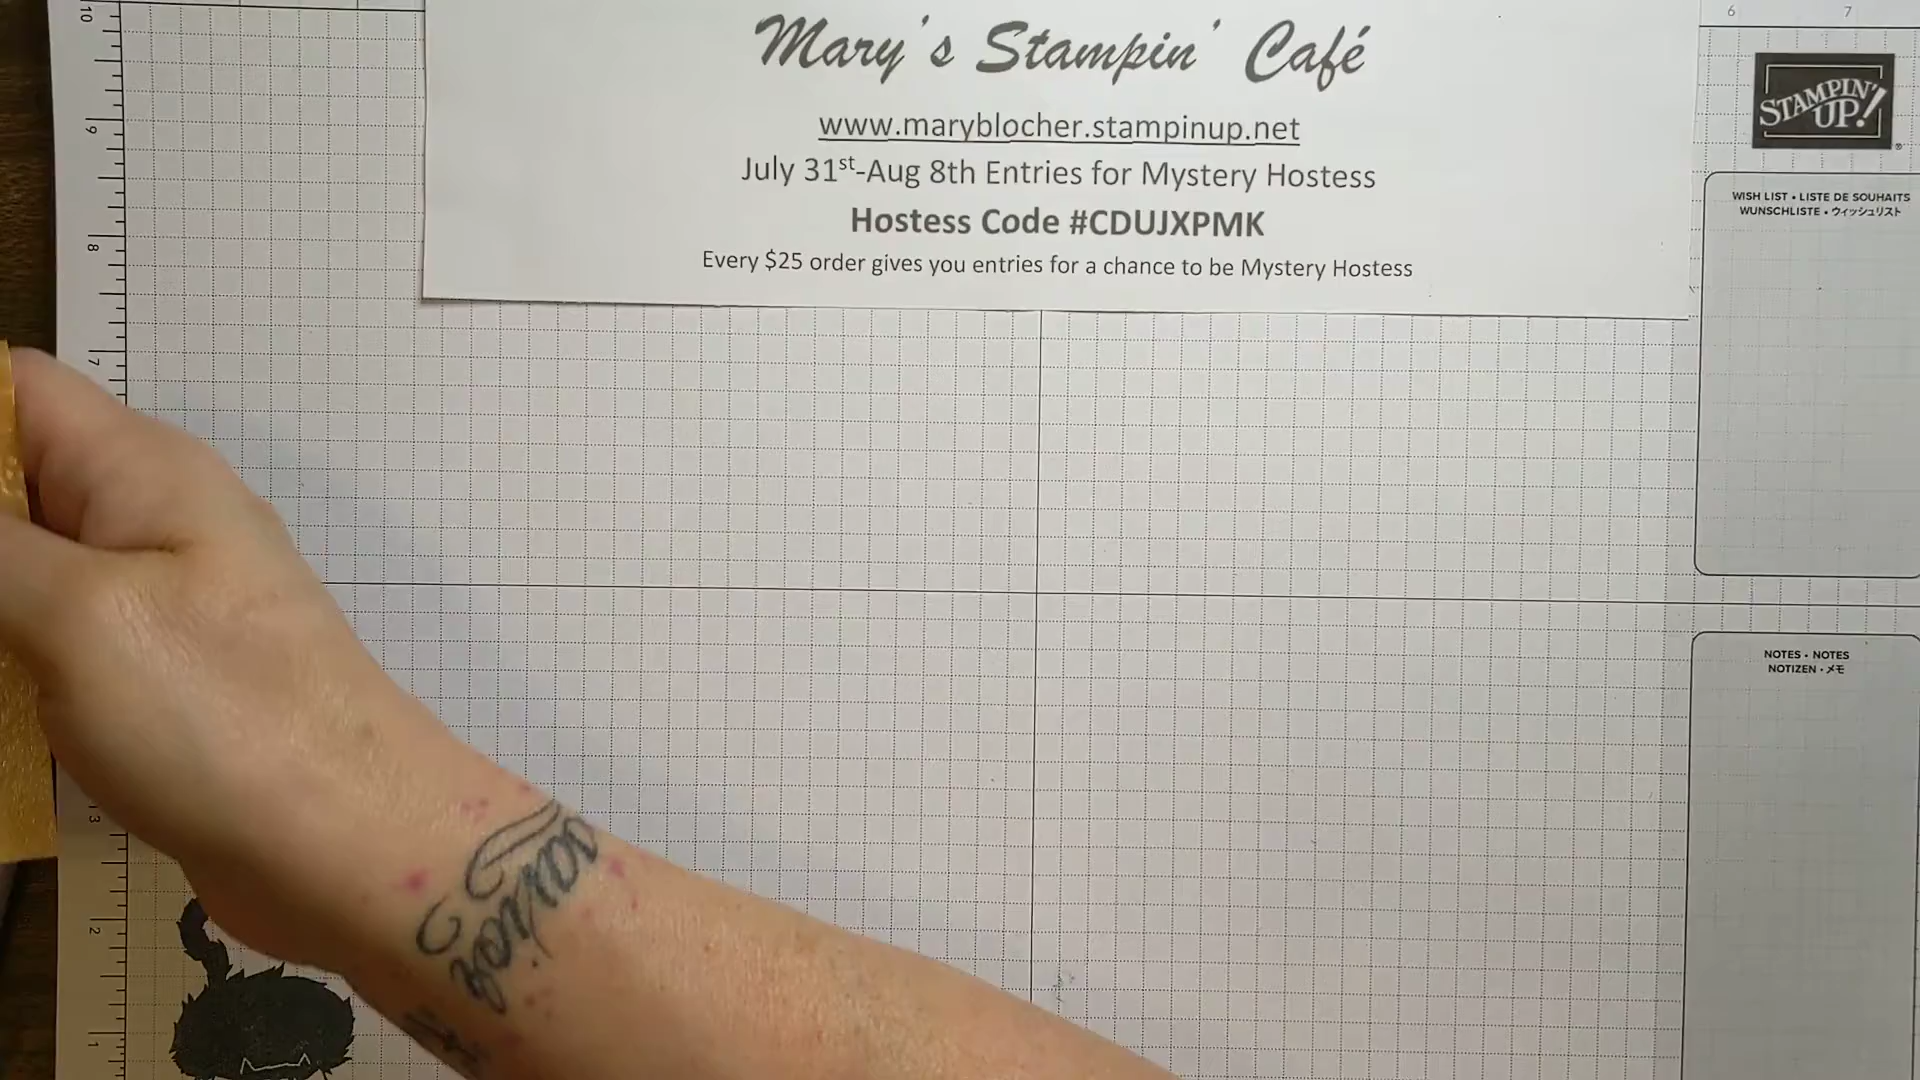 Mary's Stampin' Café
www.maryblocher.stampinup.net
July 31st-Aug 8th Entries for Mystery Hostess
Hostess Code #CDUJXPMK
Every $25 order gives you entries for a chance to be Mystery Hostess
6 7
STAMPIN' UP!
®
WISH LIST • LISTE DE SOUHAITS
WUNSCHLISTE • ウィッシュリスト
NOTES • NOTES
NOTIZEN • メモ
10
9
8
7
3
2
1